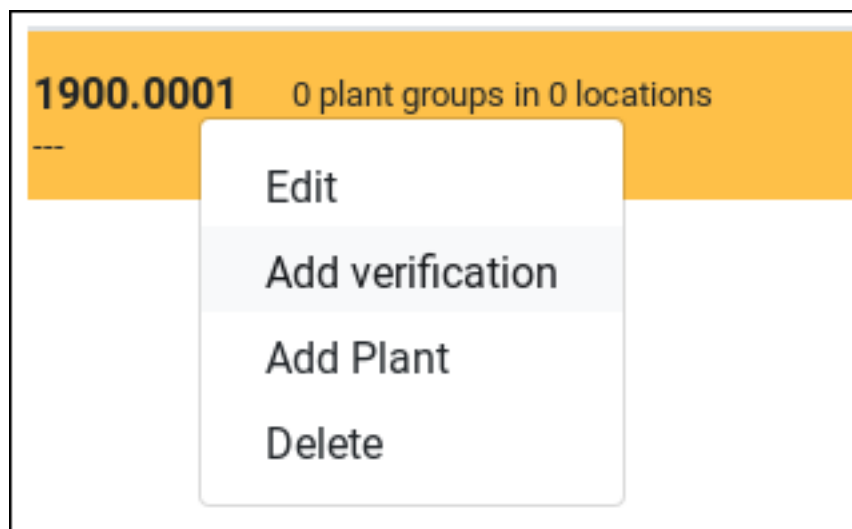 1900.0001 0 plant groups in 0 locations
---
Edit
Add verification
Add Plant
Delete